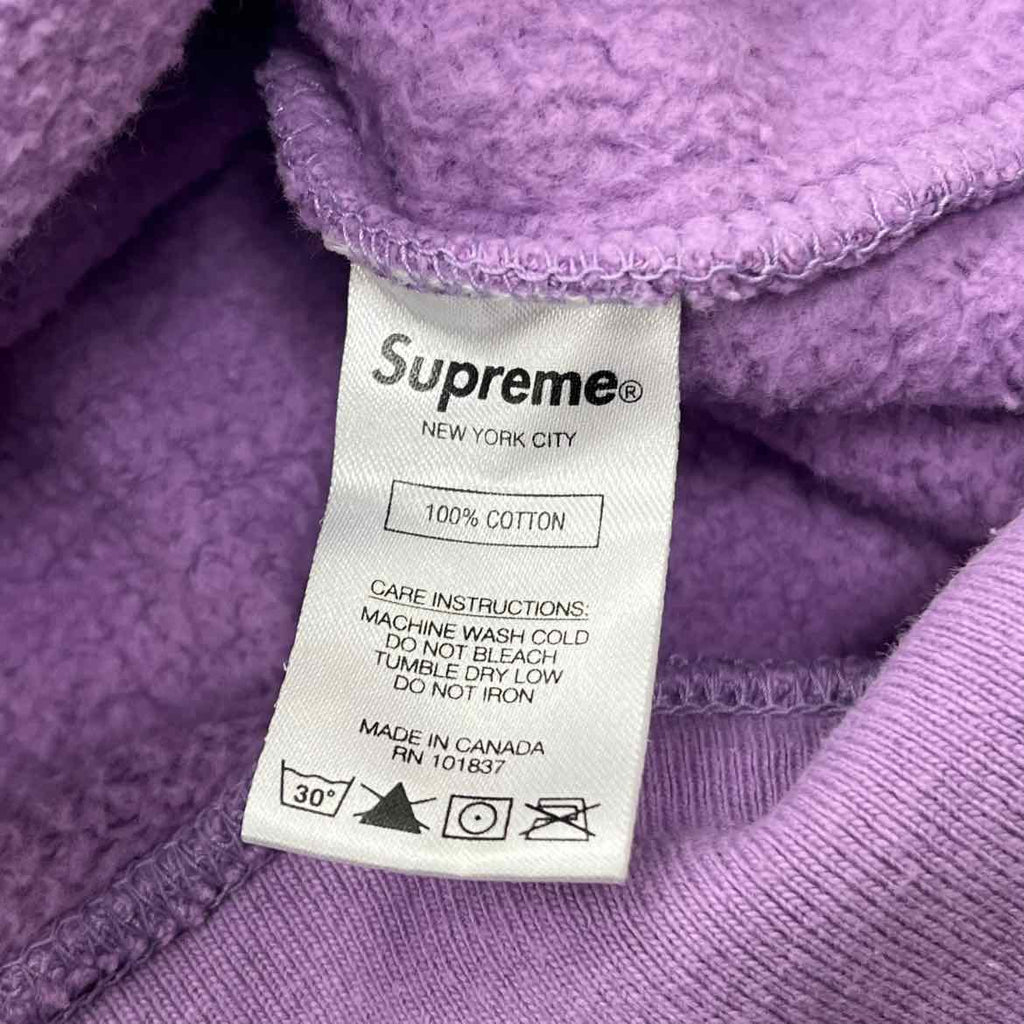 Supreme®
NEW YORK CITY
100% COTTON
CARE INSTRUCTIONS:
MACHINE WASH COLD
DO NOT BLEACH
TUMBLE DRY LOW
DO NOT IRON
MADE IN CANADA
RN 101837
30°